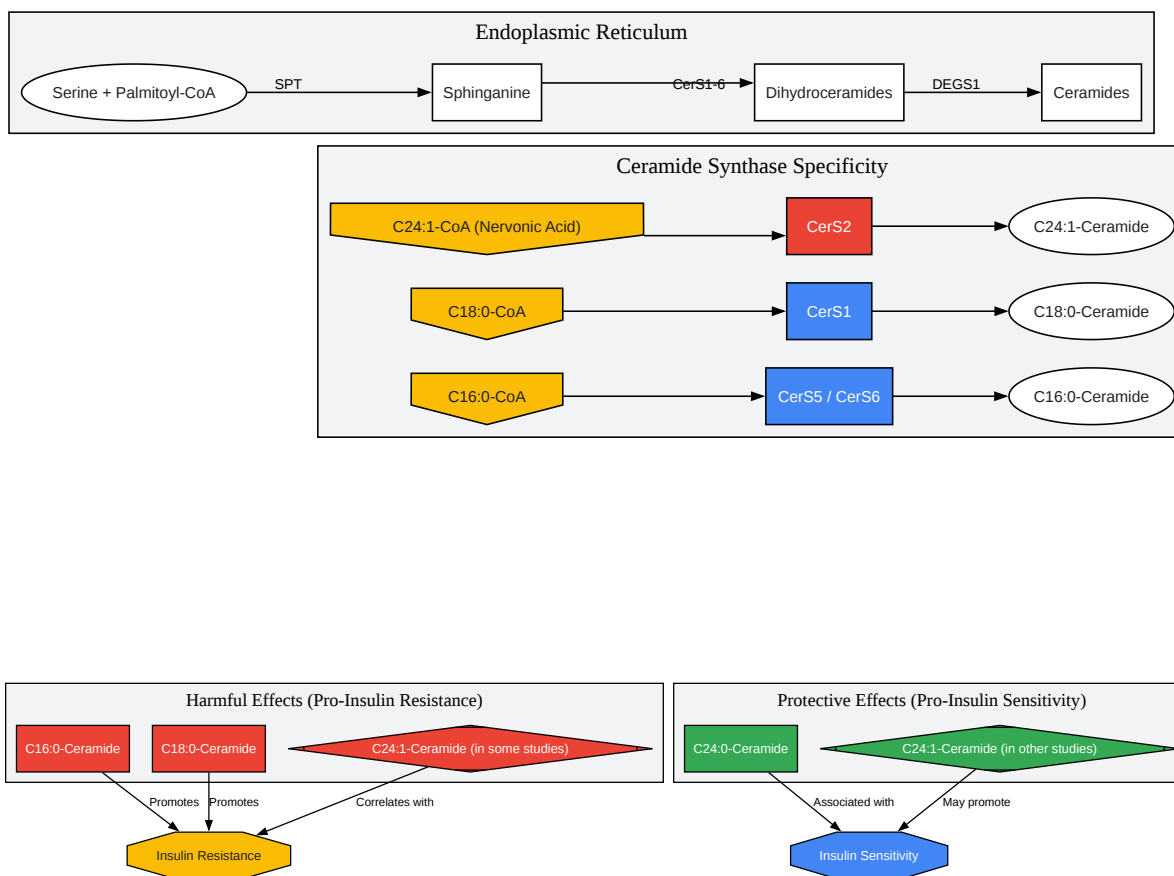 Endoplasmic Reticulum
Serine + Palmitoyl-CoA
SPT
Sphinganine
CerS1-6
Dihydroceramides
DEGS1
Ceramides
Ceramide Synthase Specificity
C24:1-CoA (Nervonic Acid)
CerS2
C24:1-Ceramide
C18:0-CoA
CerS1
C18:0-Ceramide
C16:0-CoA
CerS5 / CerS6
C16:0-Ceramide
Harmful Effects (Pro-Insulin Resistance)
C16:0-Ceramide
C18:0-Ceramide
C24:1-Ceramide (in some studies)
Promotes
Promotes
Correlates with
Insulin Resistance
Protective Effects (Pro-Insulin Sensitivity)
C24:0-Ceramide
C24:1-Ceramide (in other studies)
Associated with
May promote
Insulin Sensitivity